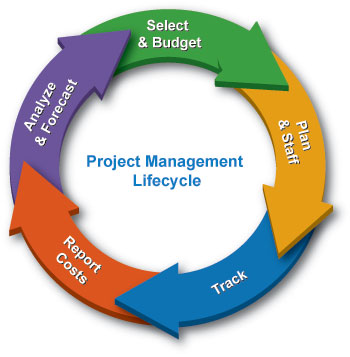 Select
& Budget
Plan
& Staff
Track
Report
Costs
Analyze
& Forecast
Project Management
Lifecycle